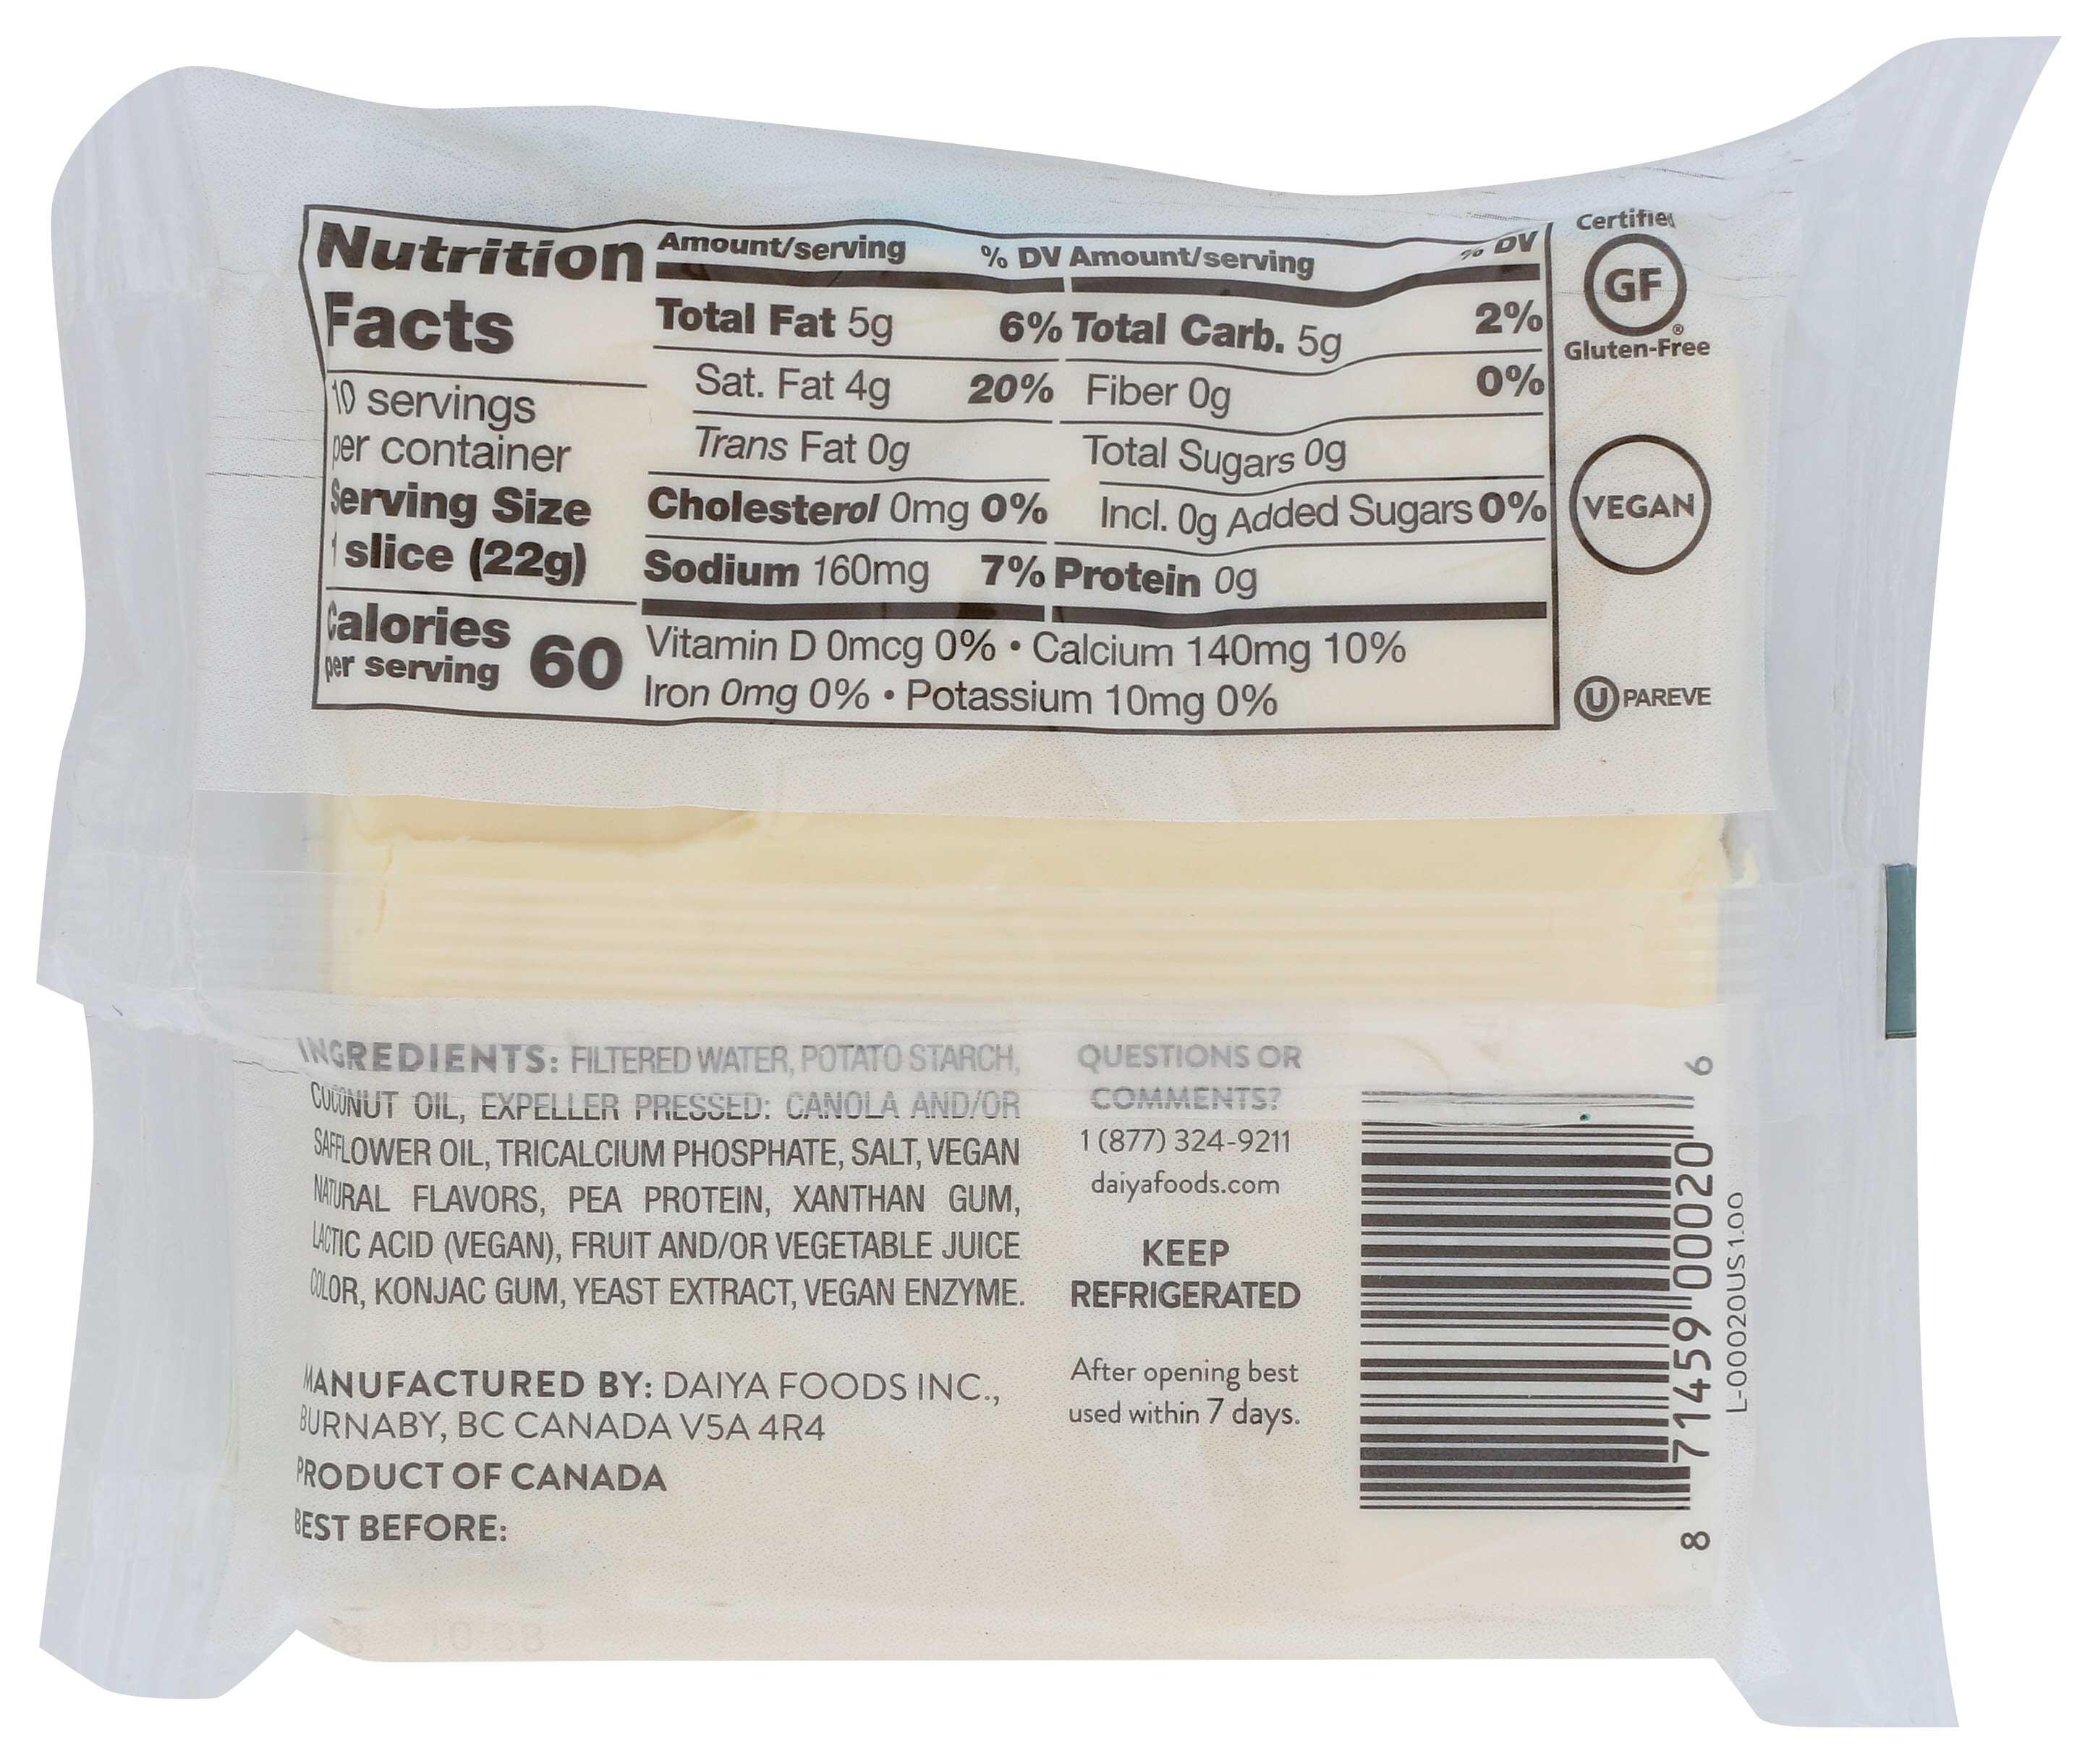 Nutrition
Facts
10 servings
per container
Serving Size
1 slice (22g)
Calories
per serving 60
Amount/serving % DV
Total Fat 5g 6%
Sat. Fat 4g 20%
Trans Fat 0g
Cholesterol 0mg 0%
Sodium 160mg 7%
Amount/serving % DV
Total Carb. 5g 2%
Fiber 0g 0%
Total Sugars 0g
Incl. 0g Added Sugars 0%
Protein 0g
Vitamin D 0mcg 0% • Calcium 140mg 10%
Iron 0mg 0% • Potassium 10mg 0%
Certified
GF
®
Gluten-Free
VEGAN
U PAREVE
INGREDIENTS: FILTERED WATER, POTATO STARCH,
COCONUT OIL, EXPELLER PRESSED: CANOLA AND/OR
SAFFLOWER OIL, TRICALCIUM PHOSPHATE, SALT, VEGAN
NATURAL FLAVORS, PEA PROTEIN, XANTHAN GUM,
LACTIC ACID (VEGAN), FRUIT AND/OR VEGETABLE JUICE
COLOR, KONJAC GUM, YEAST EXTRACT, VEGAN ENZYME.
MANUFACTURED BY: DAIYA FOODS INC.,
BURNABY, BC CANADA V5A 4R4
PRODUCT OF CANADA
BEST BEFORE:
QUESTIONS OR
COMMENTS?
1 (877) 324-9211
daiyafoods.com
KEEP
REFRIGERATED
After opening best
used within 7 days.
8 71459 00020 6
L-00020US1.00